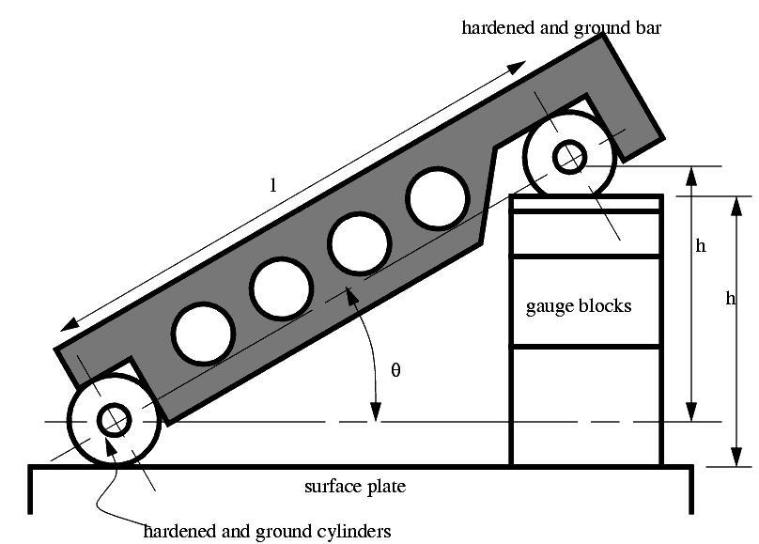 hardened and ground bar
l
h
h
gauge blocks
θ
surface plate
hardened and ground cylinders